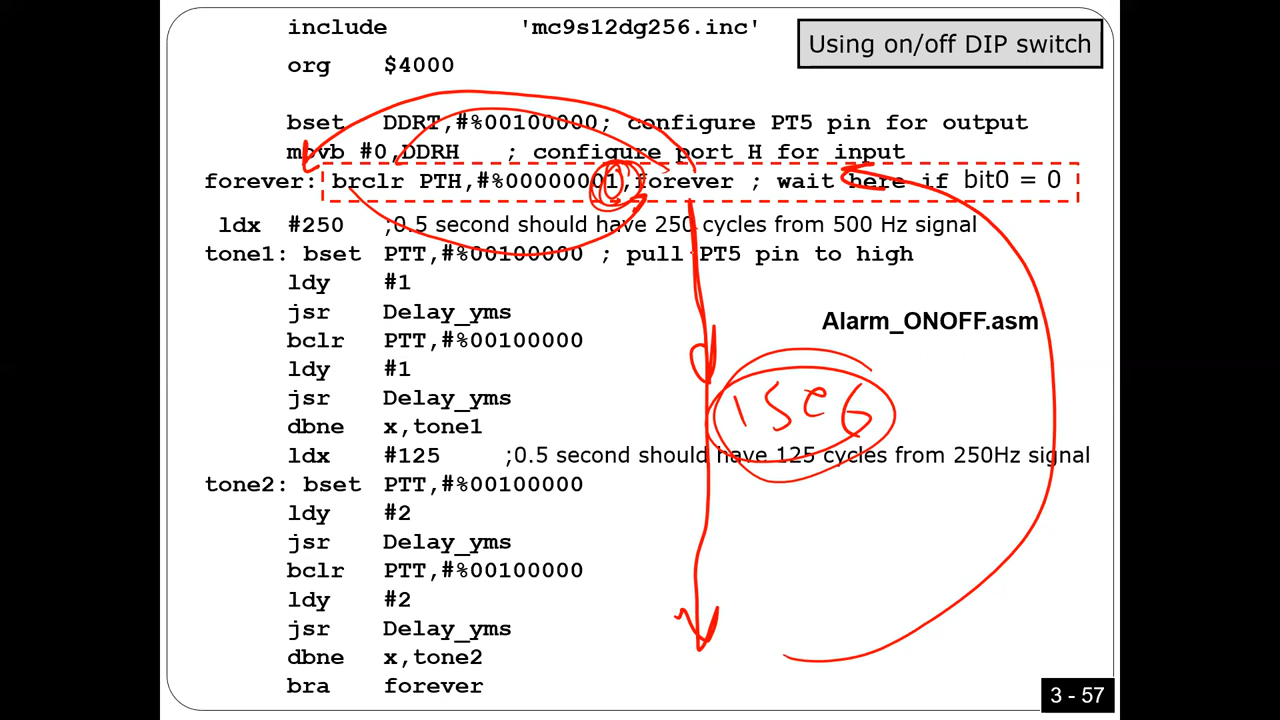 include 'mc9s12dg256.inc'
Using on/off DIP switch
org $4000
bset DDRT,#%00100000; configure PT5 pin for output
movb #0,DDRH ; configure port H for input
forever: brclr PTH,#%00000001,forever ; wait here if bit0 = 0
ldx #250 ;0.5 second should have 250 cycles from 500 Hz signal
tone1: bset PTT,#%00100000 ; pull PT5 pin to high
ldy #1
jsr Delay_yms
Alarm_ONOFF.asm
bclr PTT,#%00100000
ldy #1
jsr Delay_yms
dbne x,tone1
ldx #125 ;0.5 second should have 125 cycles from 250Hz signal
tone2: bset PTT,#%00100000
ldy #2
jsr Delay_yms
bclr PTT,#%00100000
ldy #2
jsr Delay_yms
dbne x,tone2
bra forever
3 - 57